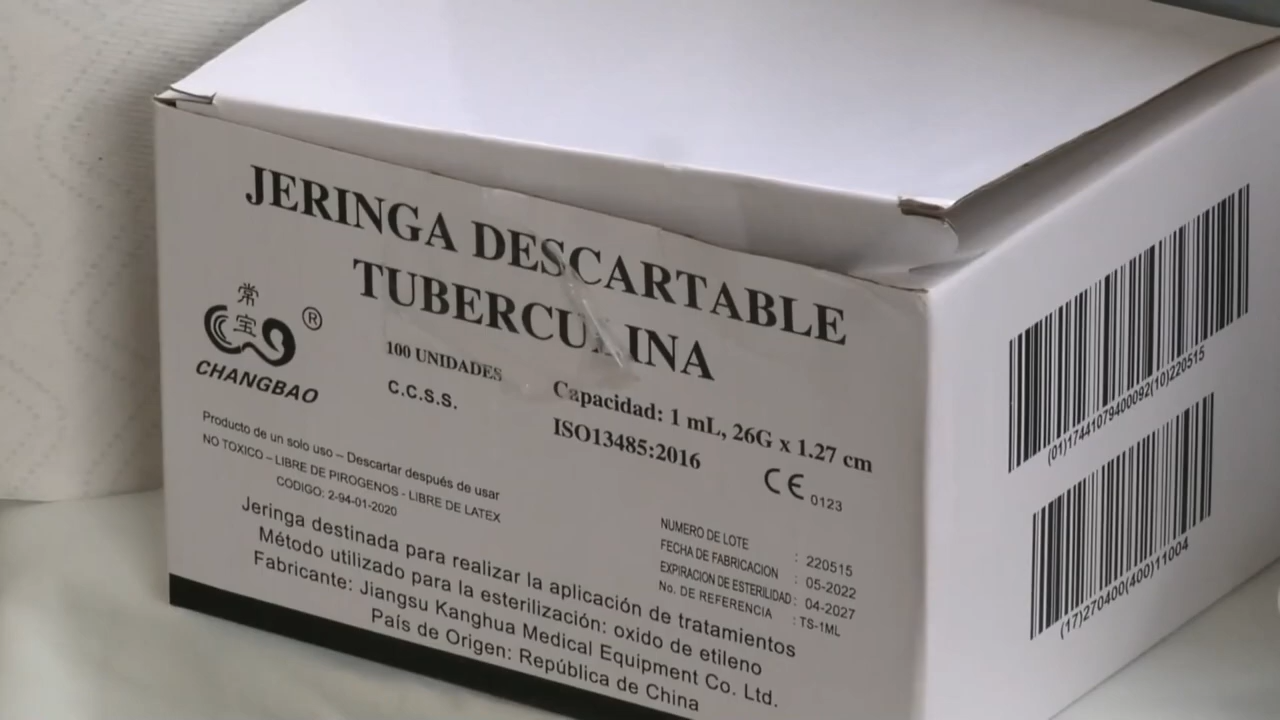 JERINGA DESCARTABLE
TUBERCULINA
常
宝
®
CHANGBAO
100 UNIDADES
C.C.S.S.
Capacidad: 1 mL, 26G x 1.27 cm
ISO13485:2016
CE 0123
Producto de un solo uso – Descartar después de usar
NO TOXICO – LIBRE DE PIROGENOS - LIBRE DE LATEX
CODIGO: 2-94-01-2020
NUMERO DE LOTE : 220515
FECHA DE FABRICACION : 05-2022
EXPIRACION DE ESTERILIDAD : 04-2027
No. DE REFERENCIA : TS-1ML
Jeringa destinada para realizar la aplicación de tratamientos
Método utilizado para la esterilización: oxido de etileno
Fabricante: Jiangsu Kanghua Medical Equipment Co. Ltd.
País de Origen: República de China
(01)17441079400092(10)220515
(17)270400(400)11004